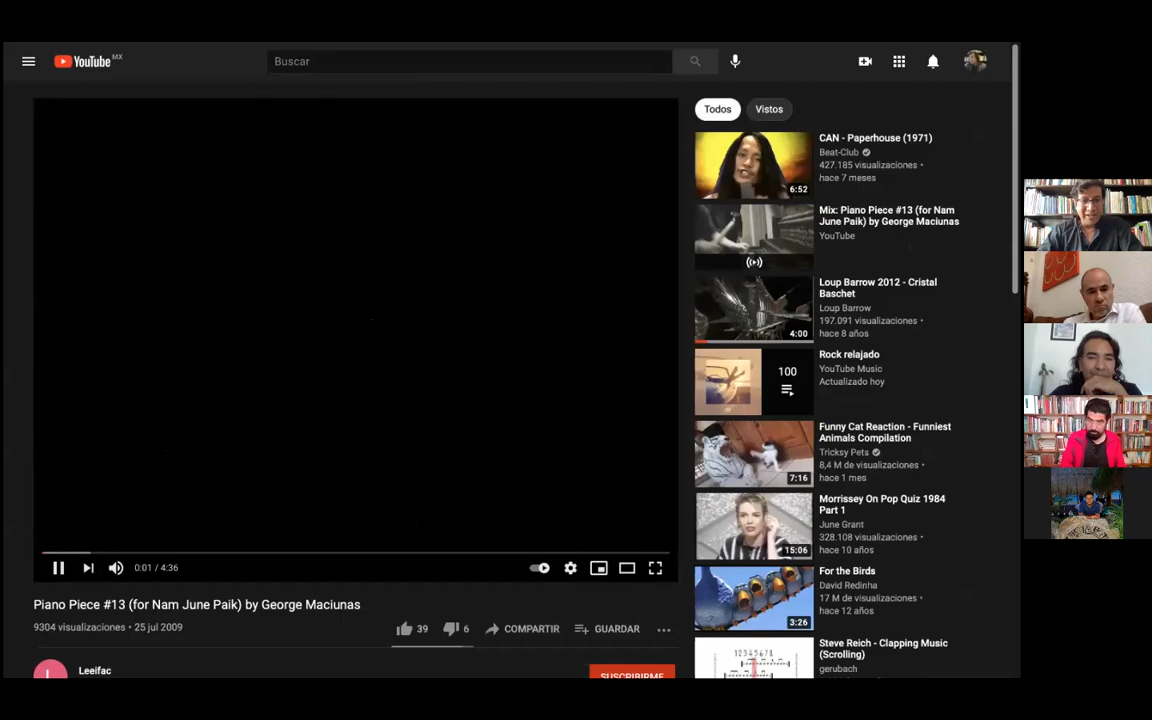 YouTube MX
Buscar
Todos
Vistos
CAN - Paperhouse (1971)
Beat-Club
427.185 visualizaciones •
hace 7 meses
6:52
Mix: Piano Piece #13 (for Nam
June Paik) by George Maciunas
YouTube
Loup Barrow 2012 - Cristal
Baschet
Loup Barrow
197.091 visualizaciones •
hace 8 años
4:00
Rock relajado
YouTube Music
Actualizado hoy
100
Funny Cat Reaction - Funniest
Animals Compilation
Tricksy Pets
8,4 M de visualizaciones •
hace 1 mes
7:16
Morrissey On Pop Quiz 1984
Part 1
June Grant
328.108 visualizaciones •
hace 10 años
15:06
For the Birds
David Redinha
17 M de visualizaciones •
hace 12 años
3:26
Steve Reich - Clapping Music
(Scrolling)
gerubach
12345678
0:01 / 4:36
Piano Piece #13 (for Nam June Paik) by George Maciunas
9304 visualizaciones • 25 jul 2009
39
6
COMPARTIR
GUARDAR
Leeifac
SUSCRIBIRME